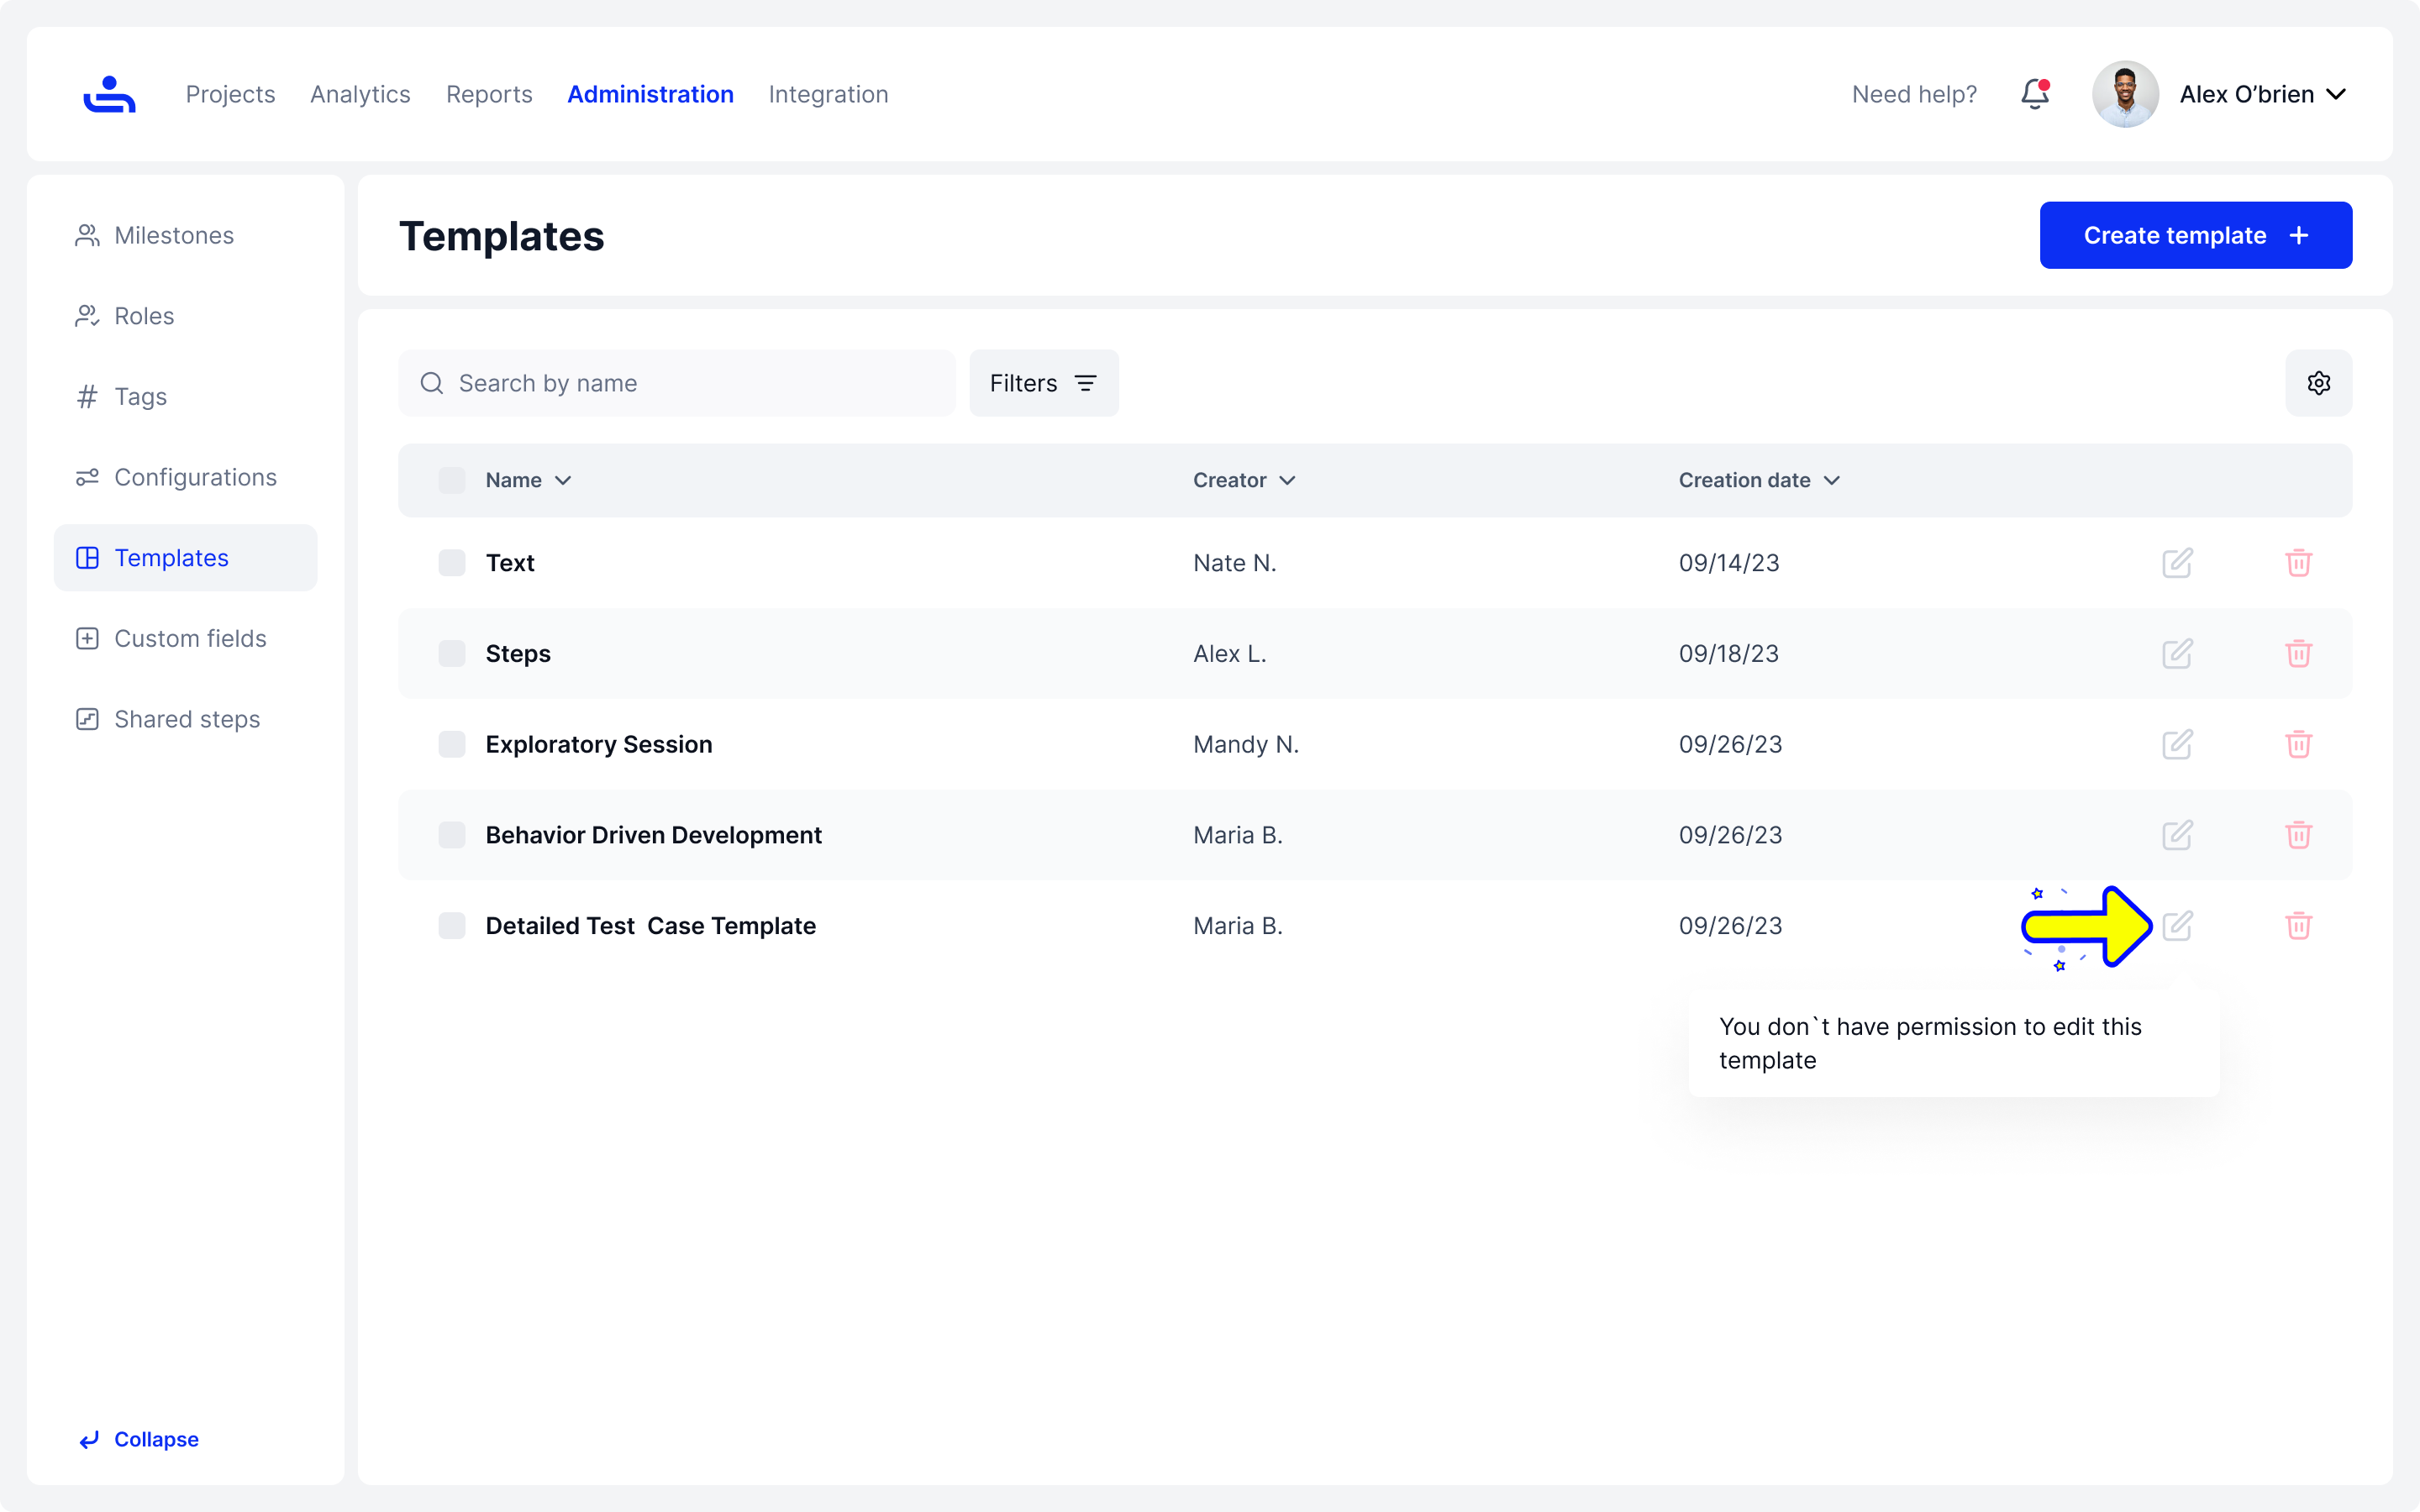 Projects Analytics Reports Administration Integration Need help? Alex O’brien
Milestones
Roles
Tags
Configurations
Templates
Custom fields
Shared steps
Collapse
Templates
Create template
Search by name Filters
Name Creator Creation date
Text Nate N. 09/14/23
Steps Alex L. 09/18/23
Exploratory Session Mandy N. 09/26/23
Behavior Driven Development Maria B. 09/26/23
Detailed Test  Case Template Maria B. 09/26/23
You don`t have permission to edit this
template